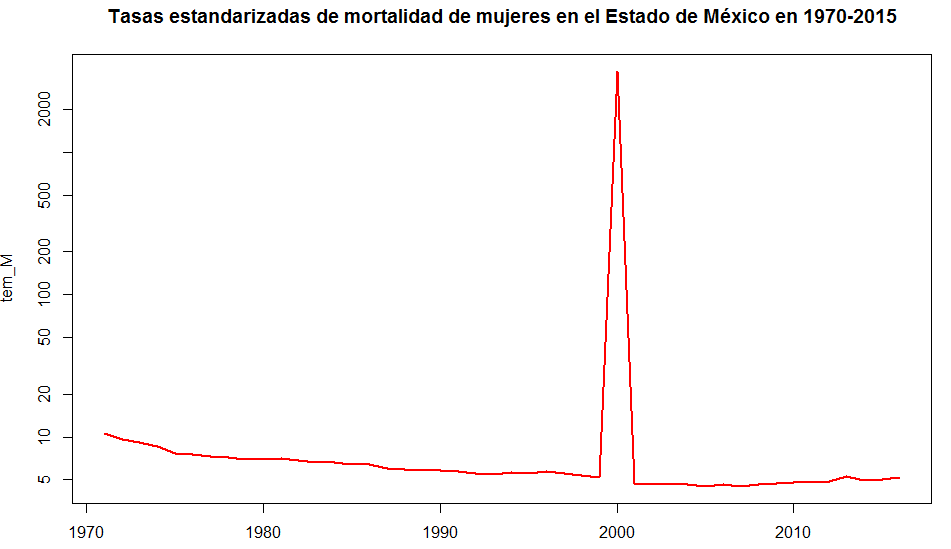 Tasas estandarizadas de mortalidad de mujeres en el Estado de México en 1970-2015
2000
500
200
100
50
20
10
5
tem_M
1970 1980 1990 2000 2010